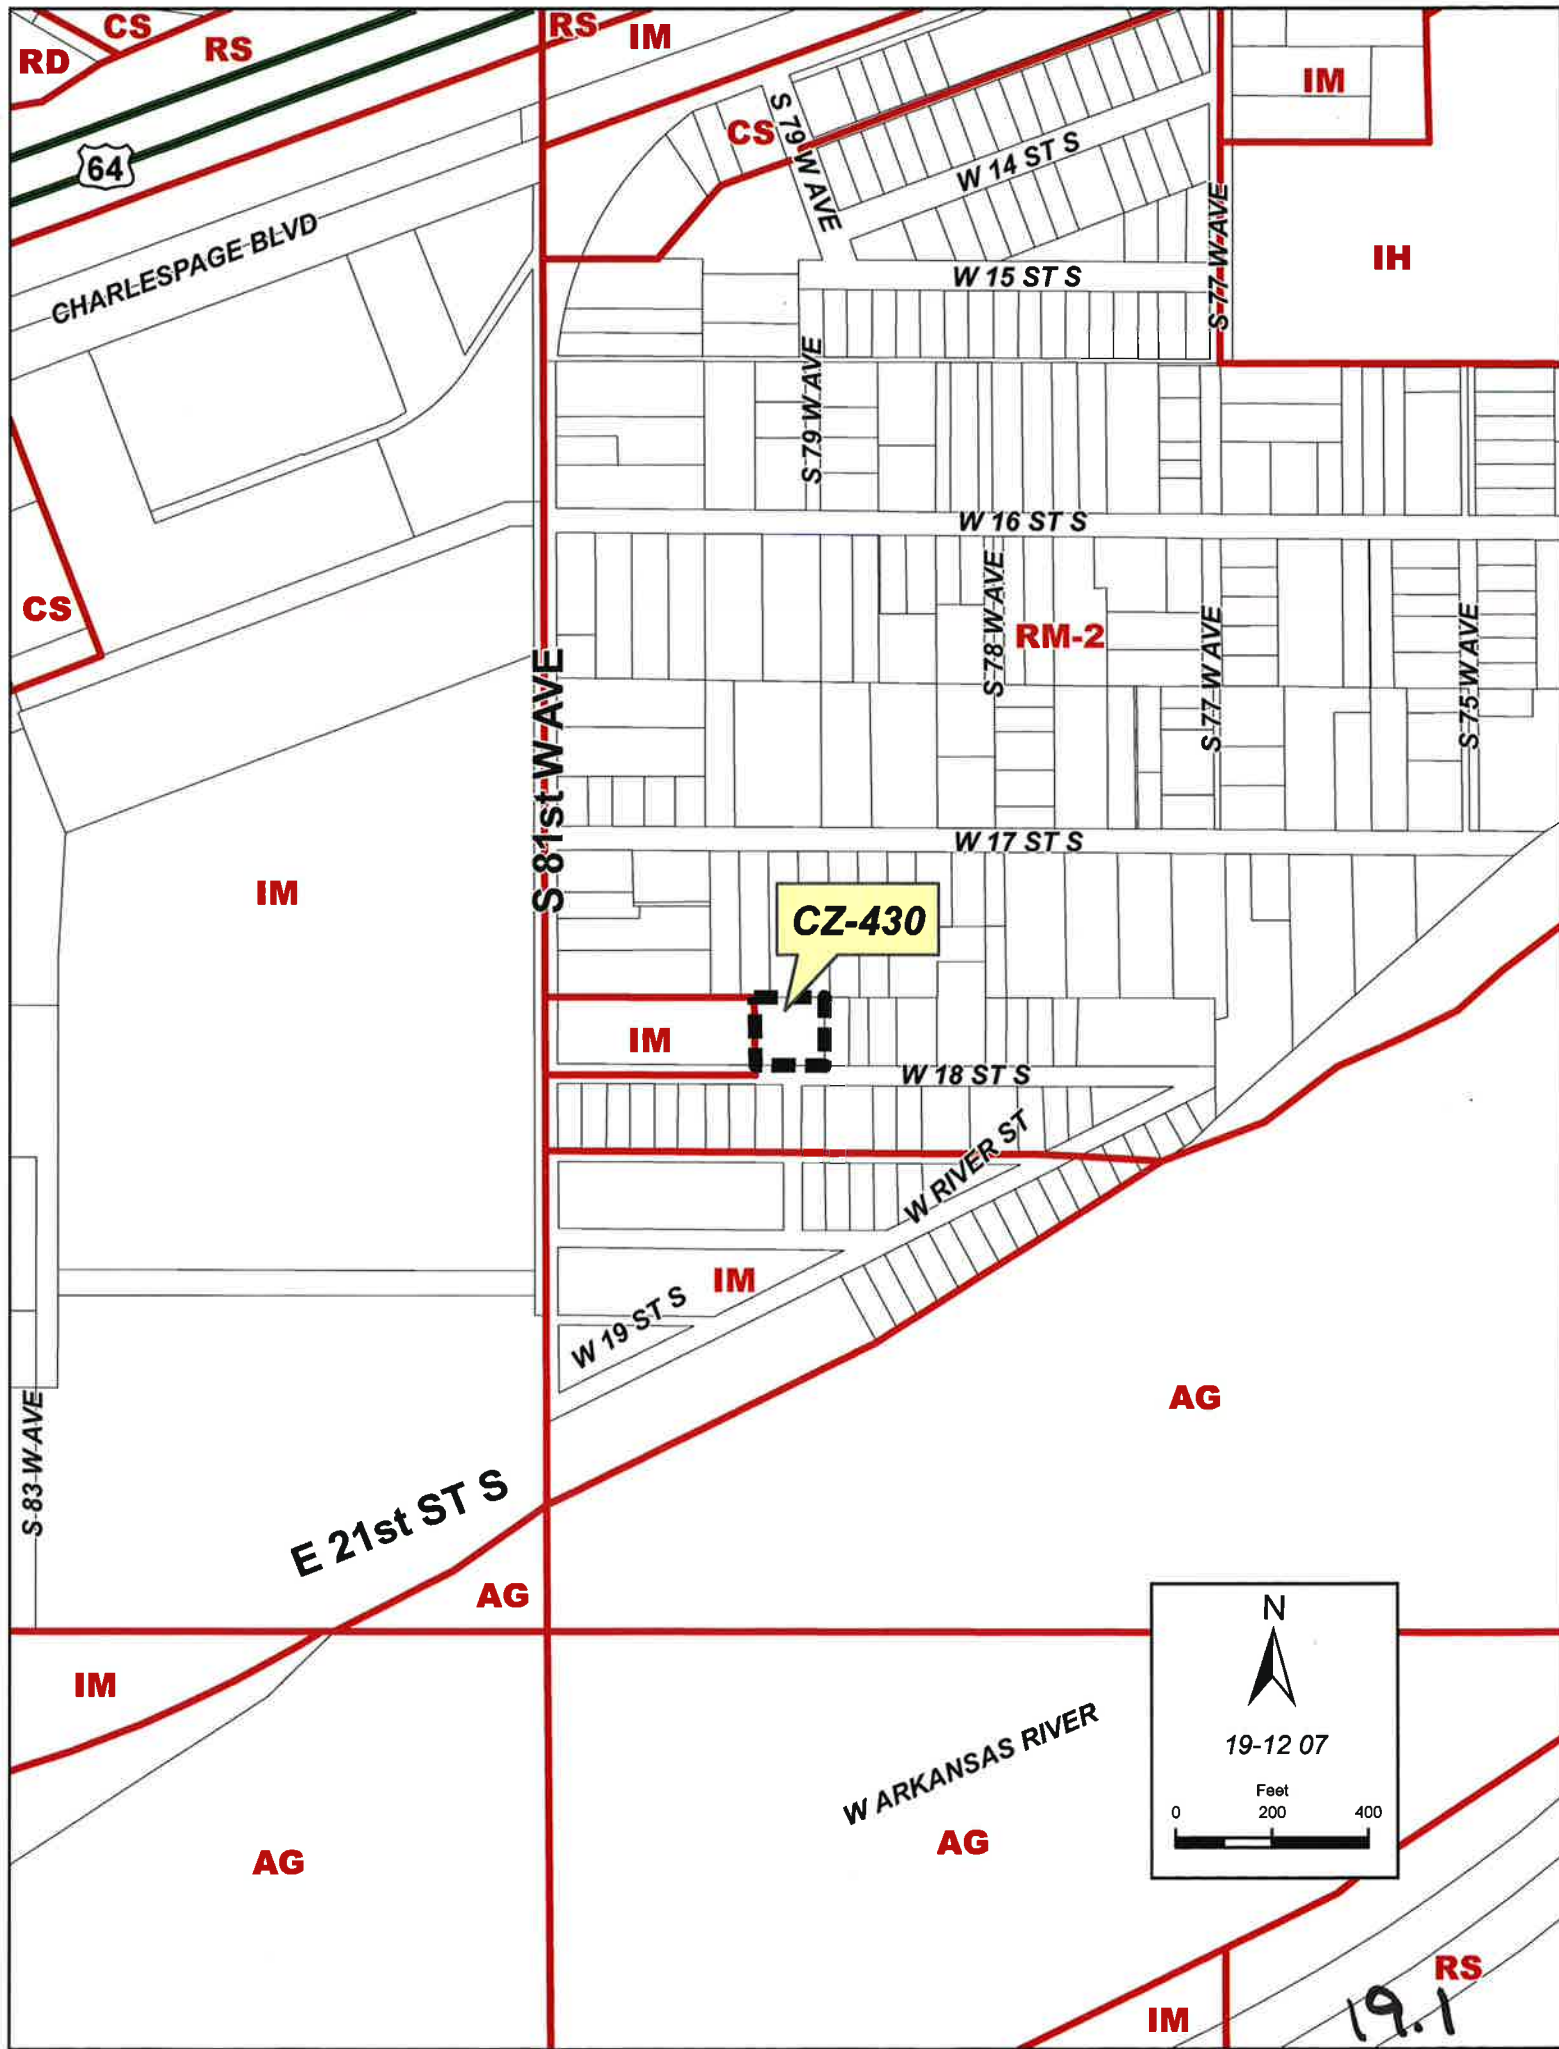 CS
RS
IM
RD
RS
IM
64
CS
S 79 W AVE
W 14 ST S
S 77 W AVE
CHARLESPAGE BLVD
IH
W 15 ST S
S 79 W AVE
W 16 ST S
CS
S 78 W AVE
RM-2
S 77 W AVE
S 75 W AVE
S 81st W AVE
W 17 ST S
IM
CZ-430
IM
W 18 ST S
W RIVER ST
IM
W 19 ST S
AG
S 83 W AVE
E 21st ST S
AG
N
IM
W ARKANSAS RIVER
19-12 07
Feet
0 200 400
AG
AG
RS
IM
19.1